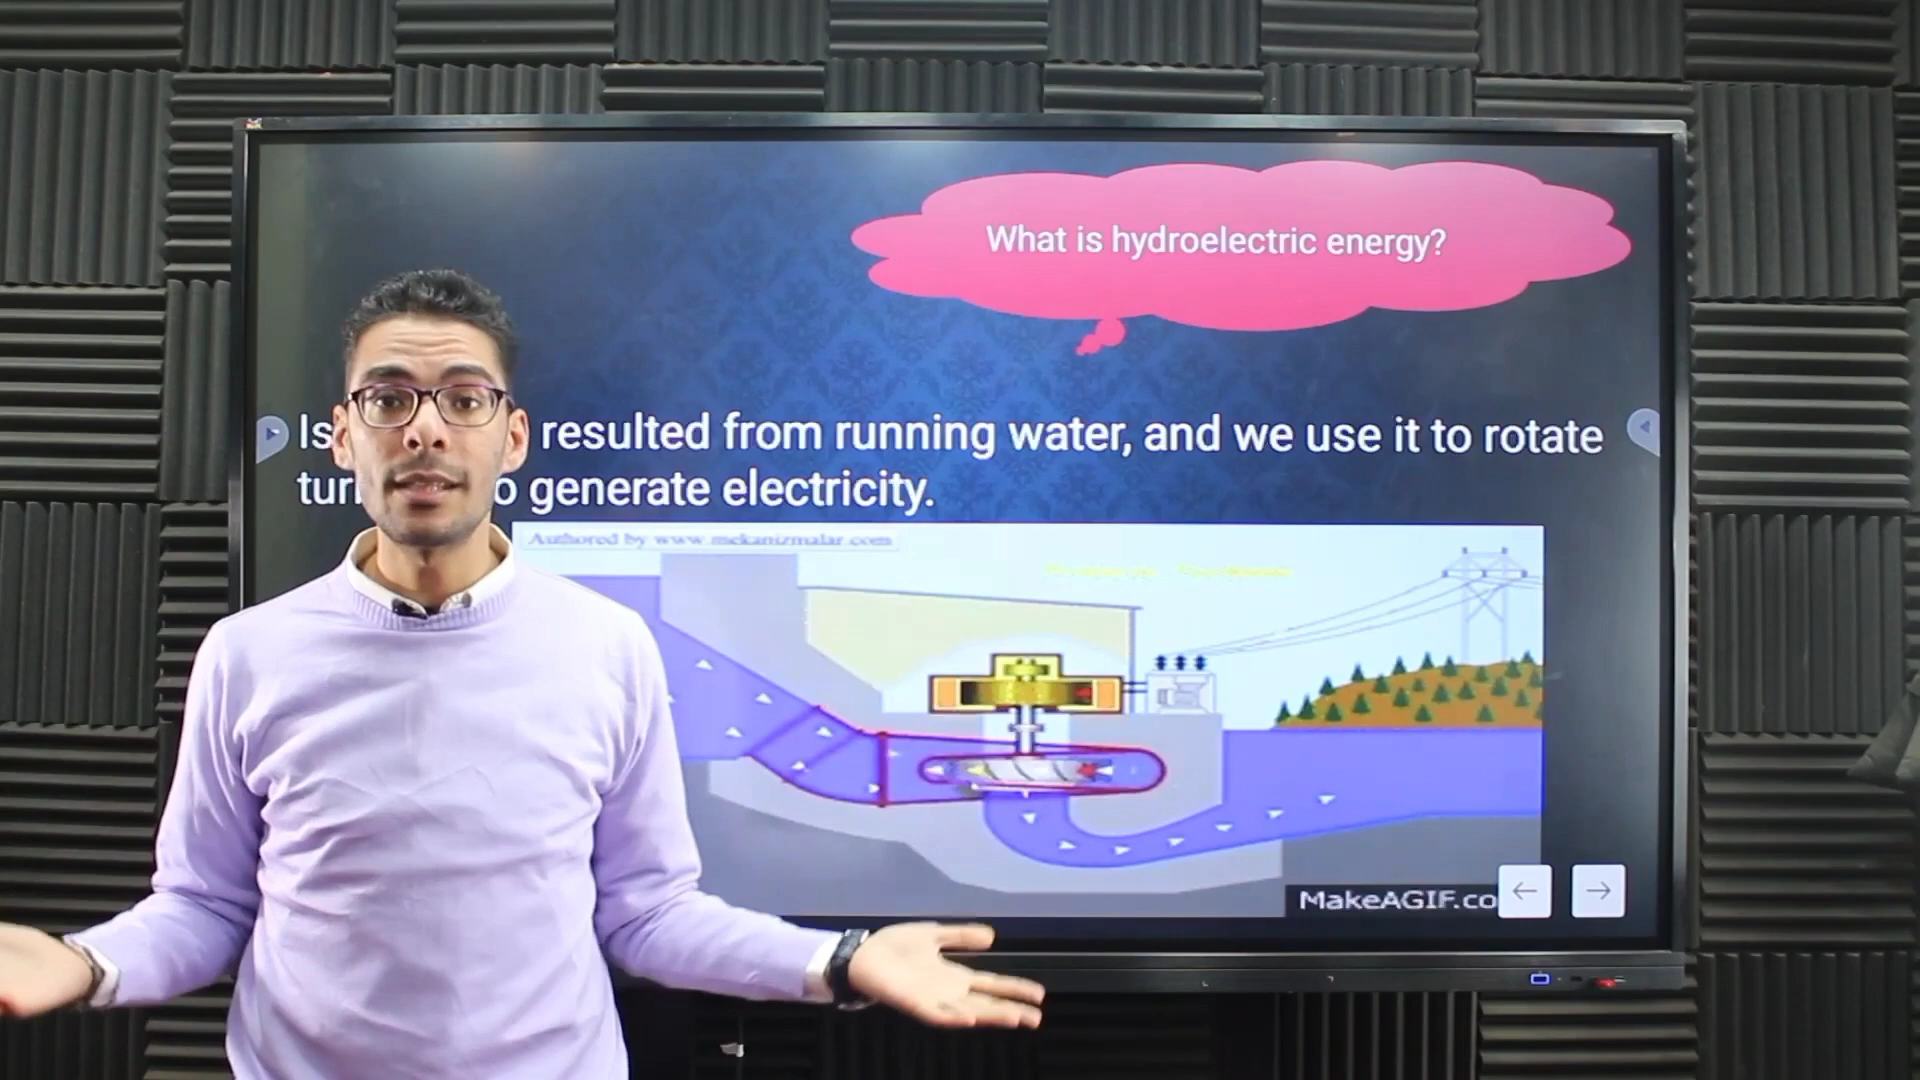 What is hydroelectric energy?
Is resulted from running water, and we use it to rotate
generate electricity.
Authored by www.mekanizmalar.com
MakeAGIF.co